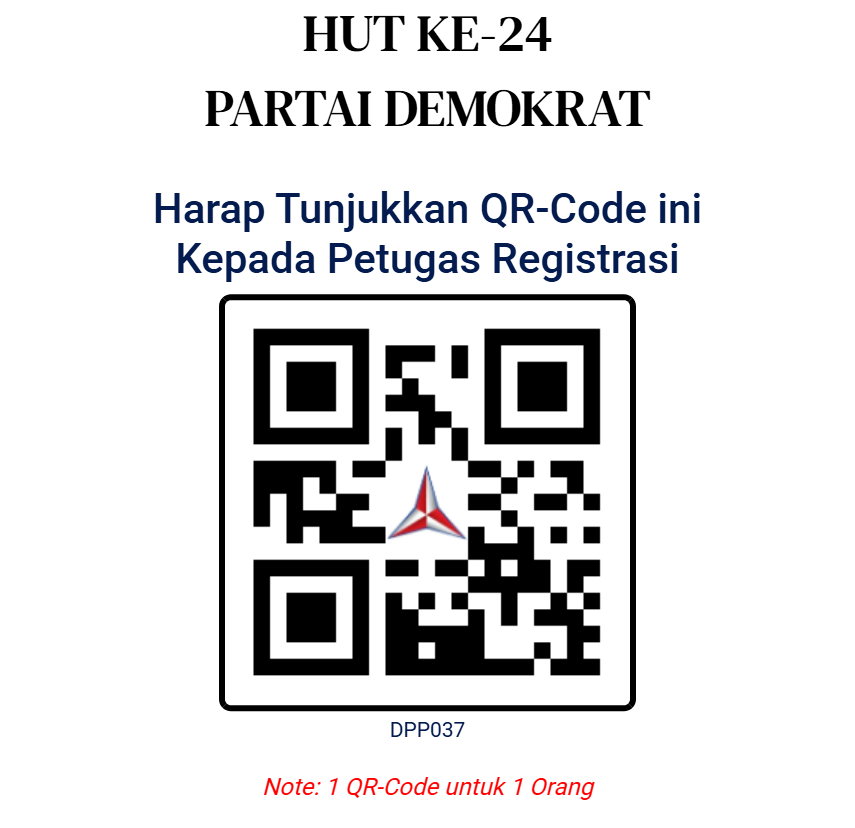 HUT KE-24
PARTAI DEMOKRAT
Harap Tunjukkan QR-Code ini
Kepada Petugas Registrasi
DPP037
Note: 1 QR-Code untuk 1 Orang